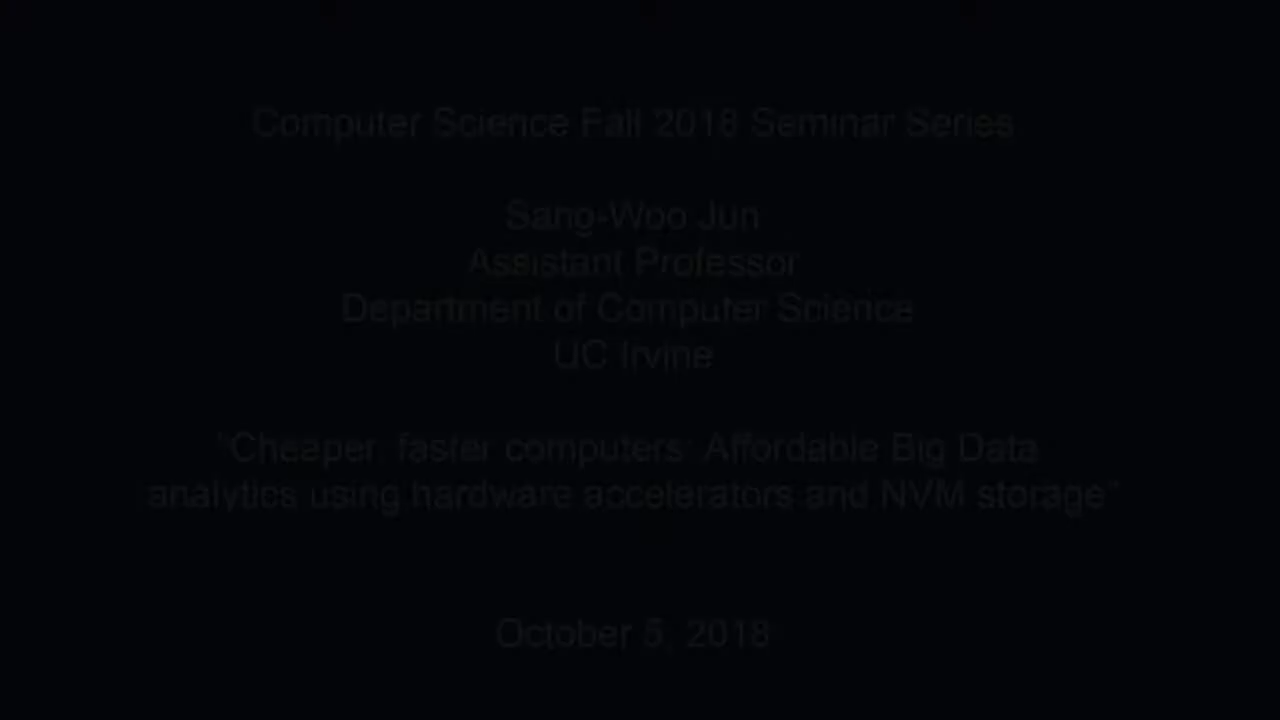 Computer Science Fall 2018 Seminar Series
Sang-Woo Jun
Assistant Professor
Department of Computer Science
UC Irvine
"Cheaper, faster computers: Affordable Big Data
analytics using hardware accelerators and NVM storage"
October 5, 2018